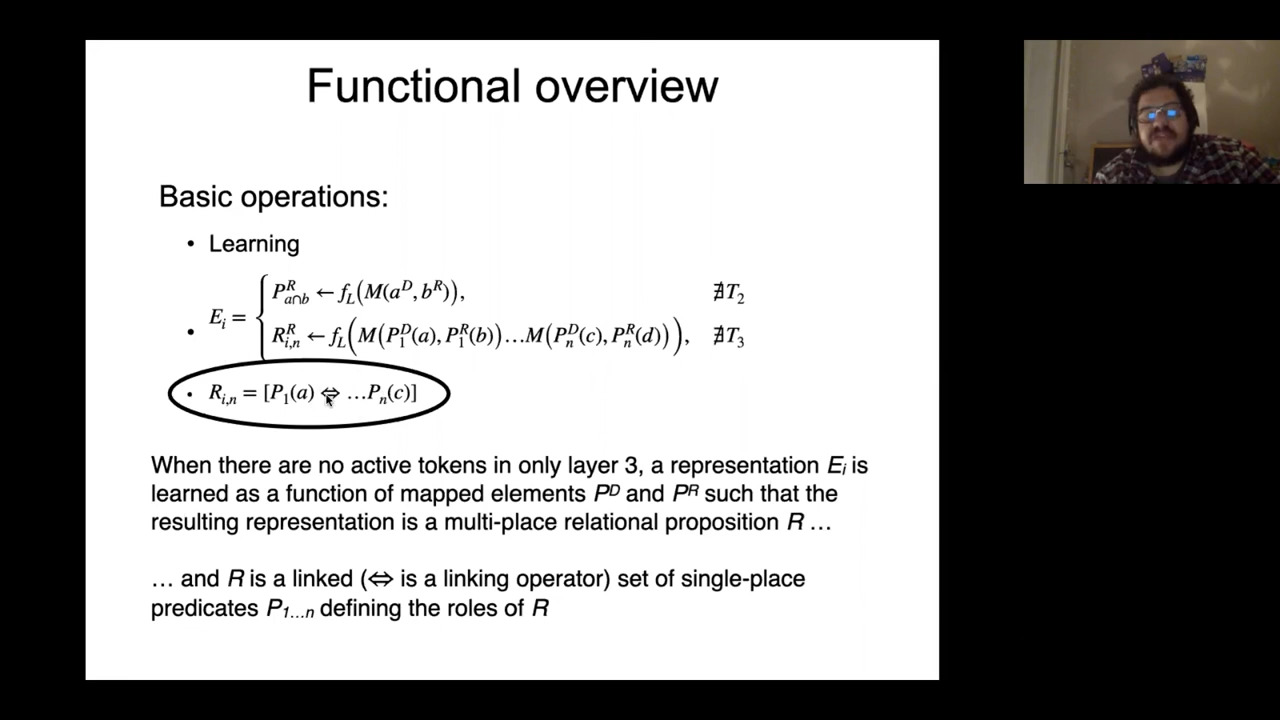 Functional overview
Basic operations:
• Learning
• E_i = { P^R_{a∩b} ← f_L(M(a^D, b^R)), ∄T_2
R^R_{i,n} ← f_L(M(P^D_1(a), P^R_1(b))…M(P^D_n(c), P^R_n(d))), ∄T_3
• R_{i,n} = [P_1(a) ⇔ …P_n(c)]
When there are no active tokens in only layer 3, a representation E_i is
learned as a function of mapped elements P^D and P^R such that the
resulting representation is a multi-place relational proposition R …
… and R is a linked (⇔ is a linking operator) set of single-place
predicates P_{1…n} defining the roles of R